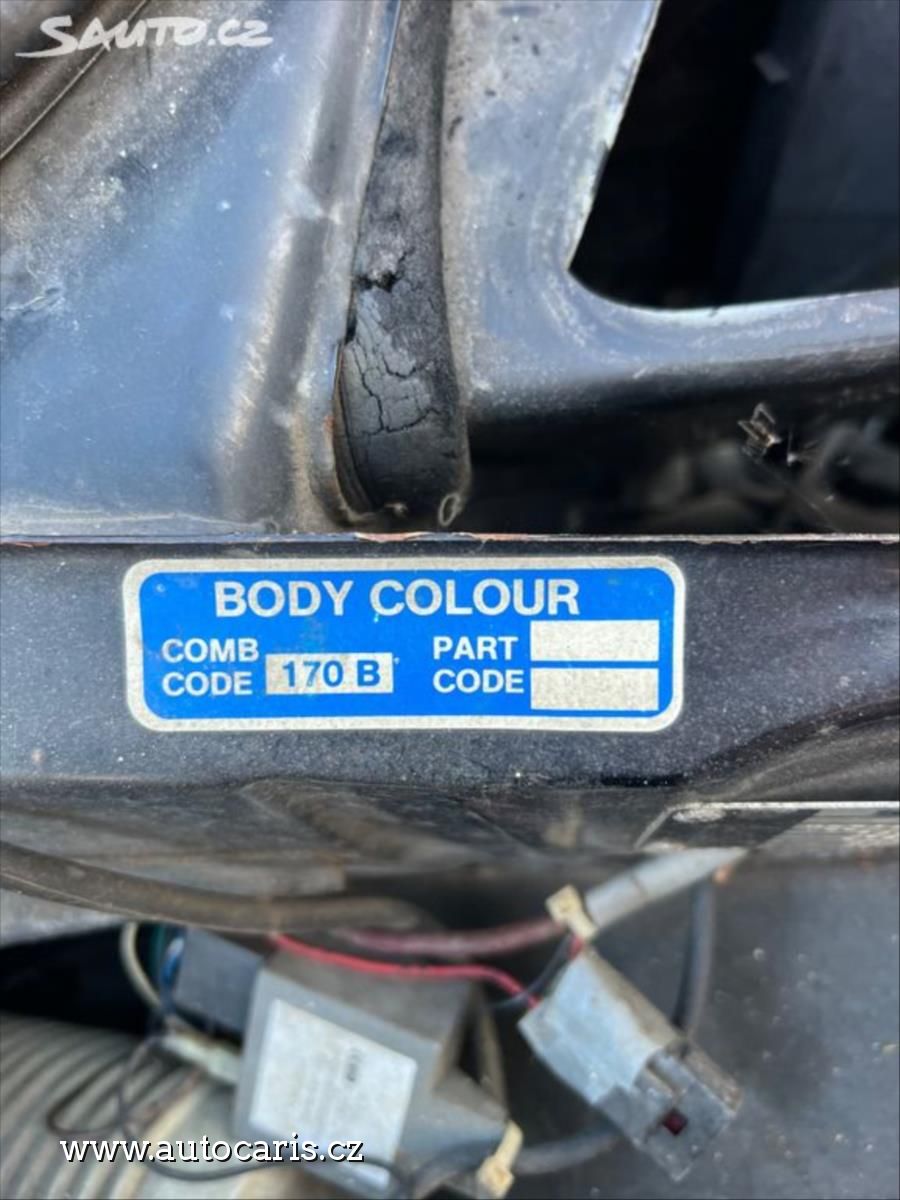 SAUTO.CZ
BODY COLOUR
COMB CODE 170 B
PART CODE
www.autocaris.cz